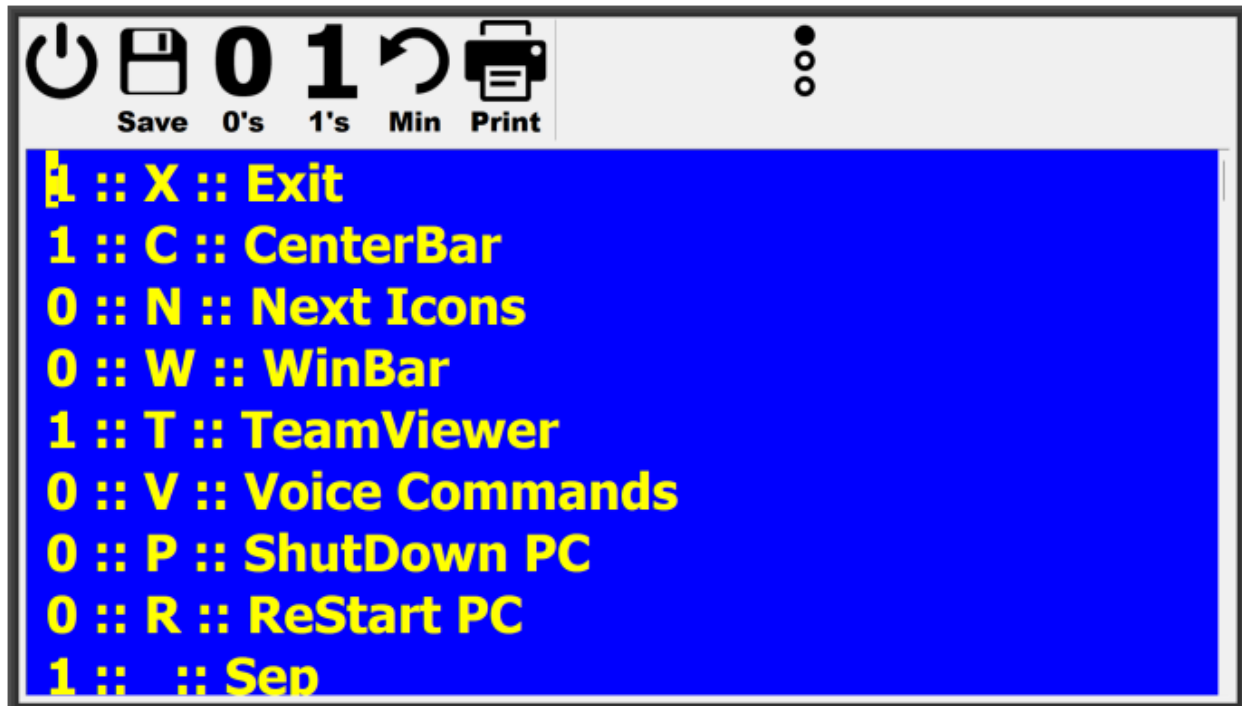 0 1
Save 0's 1's Min Print
1 :: X :: Exit
1 :: C :: CenterBar
0 :: N :: Next Icons
0 :: W :: WinBar
1 :: T :: TeamViewer
0 :: V :: Voice Commands
0 :: P :: ShutDown PC
0 :: R :: ReStart PC
1 ::   :: Sep